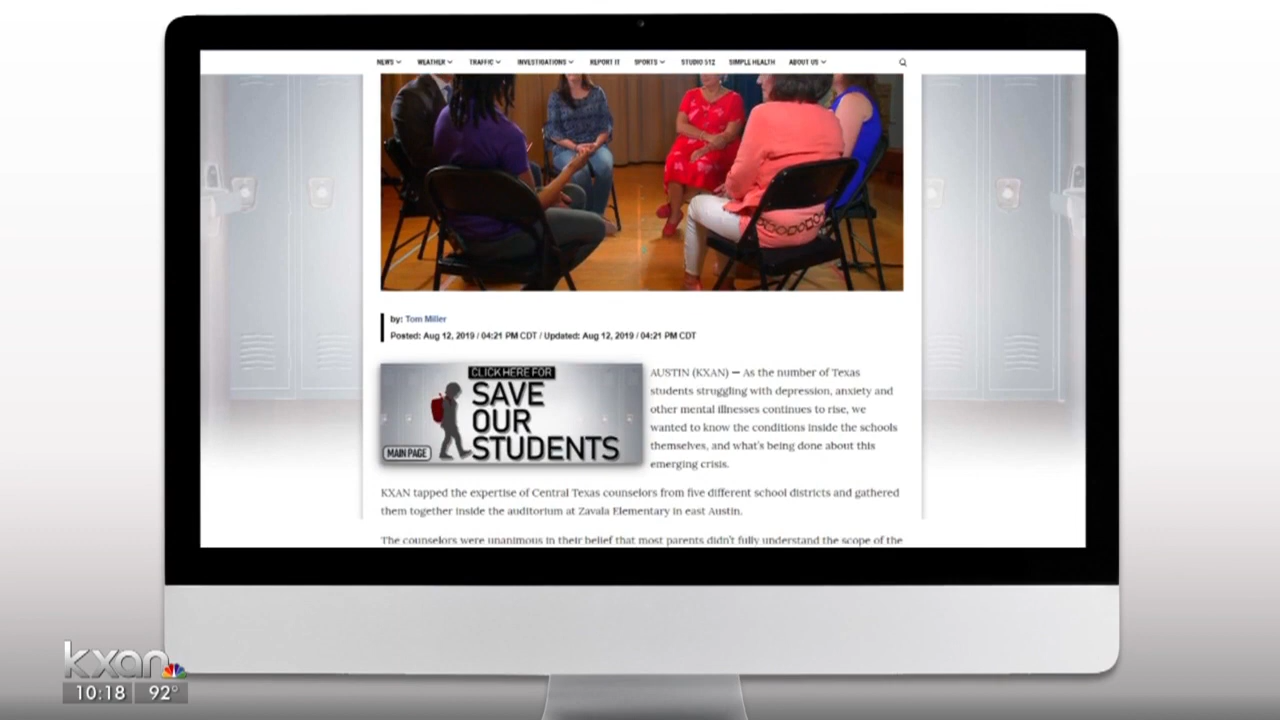 NEWS WEATHER TRAFFIC INVESTIGATIONS REPORT IT SPORTS STUDIO 512 SIMPLE HEALTH ABOUT US
by: Tom Miller
Posted: Aug 12, 2019 / 04:21 PM CDT / Updated: Aug 12, 2019 / 04:21 PM CDT
CLICK HERE FOR
SAVE
OUR
STUDENTS
MAIN PAGE
AUSTIN (KXAN) — As the number of Texas
students struggling with depression, anxiety and
other mental illnesses continues to rise, we
wanted to know the conditions inside the schools
themselves, and what's being done about this
emerging crisis.
KXAN tapped the expertise of Central Texas counselors from five different school districts and gathered
them together inside the auditorium at Zavala Elementary in east Austin.
The counselors were unanimous in their belief that most parents didn't fully understand the scope of the
kxan
10:18 92°